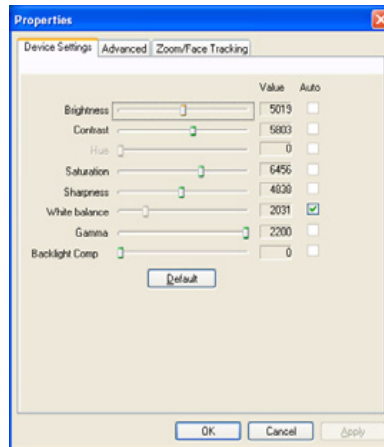 Properties
Device Settings Advanced Zoom/Face Tracking
Value Auto
Brightness 5019
Contrast 5803
Hue 0
Saturation 6456
Sharpness 4838
White balance 2031
Gamma 2200
Backlight Comp 0
Default
OK Cancel Apply